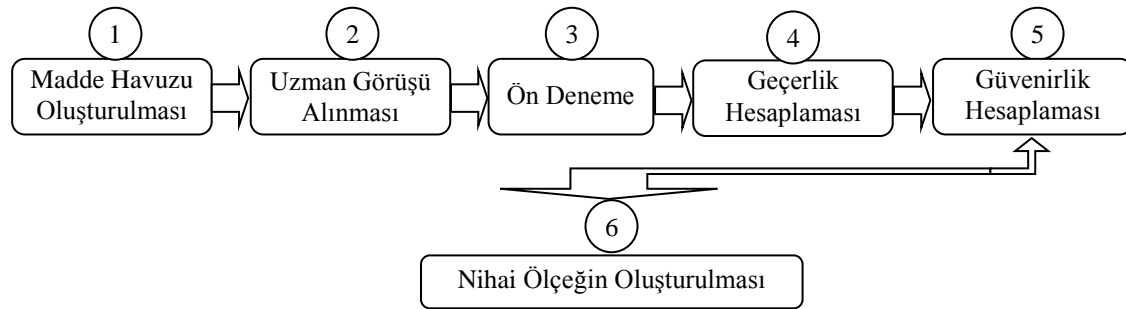 1
Madde Havuzu
Oluşturulması
2
Uzman Görüşü
Alınması
3
Ön Deneme
4
Geçerlik
Hesaplaması
5
Güvenirlik
Hesaplaması
6
Nihai Ölçeğin Oluşturulması